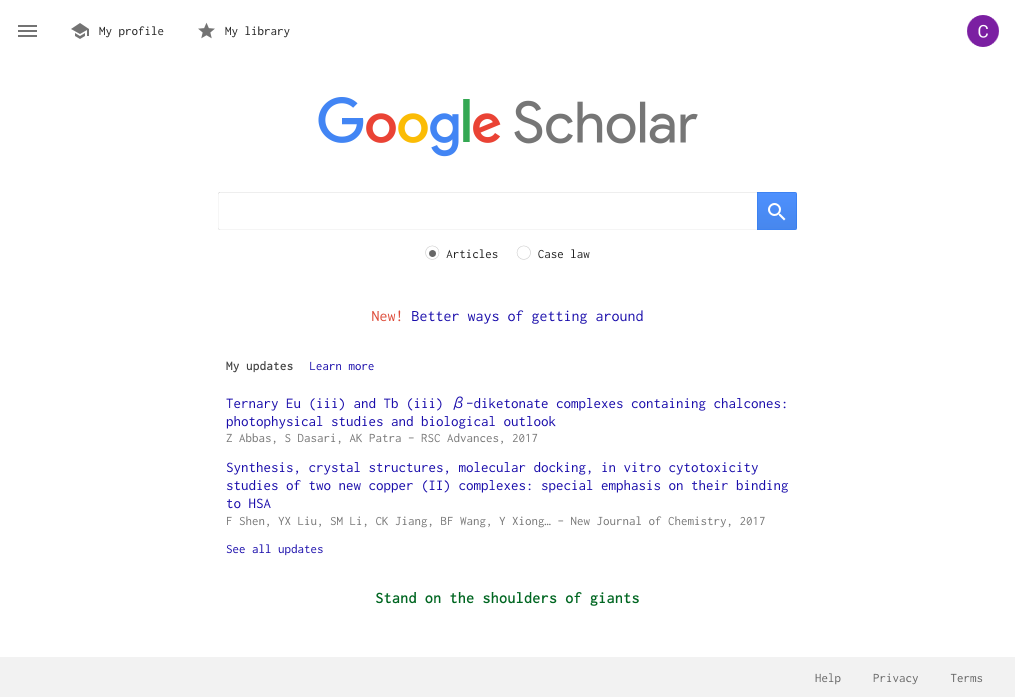 My profile
My library
C
Google Scholar
Articles
Case law
New! Better ways of getting around
My updates Learn more
Ternary Eu (iii) and Tb (iii) β-diketonate complexes containing chalcones:
photophysical studies and biological outlook
Z Abbas, S Dasari, AK Patra - RSC Advances, 2017
Synthesis, crystal structures, molecular docking, in vitro cytotoxicity
studies of two new copper (II) complexes: special emphasis on their binding
to HSA
F Shen, YX Liu, SM Li, CK Jiang, BF Wang, Y Xiong… - New Journal of Chemistry, 2017
See all updates
Stand on the shoulders of giants
Help Privacy Terms